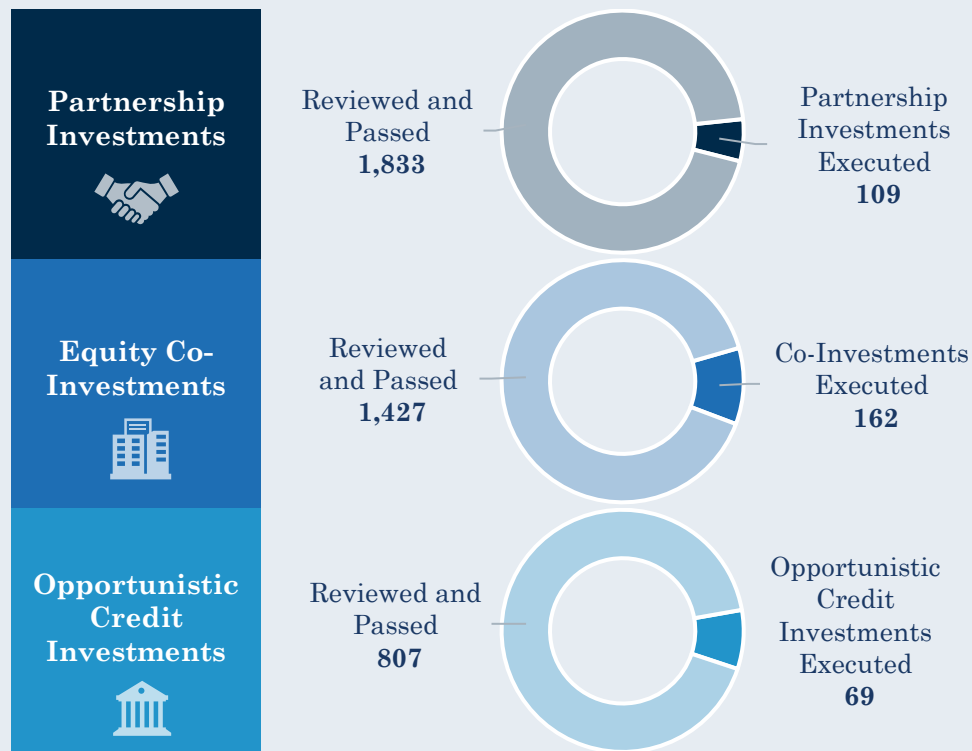 Partnership
Investments
Reviewed and
Passed
1,833
Partnership
Investments
Executed
109
Equity Co-
Investments
Reviewed
and Passed
1,427
Co-Investments
Executed
162
Opportunistic
Credit
Investments
Reviewed and
Passed
807
Opportunistic
Credit
Investments
Executed
69